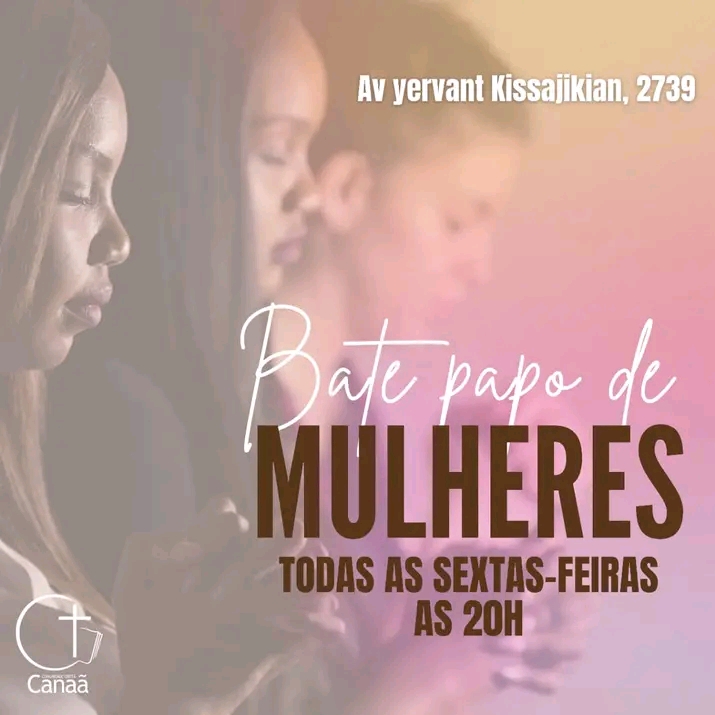 Av yervant Kissajikian, 2739
Bate papo de
MULHERES
TODAS AS SEXTAS-FEIRAS
AS 20H
Canaã